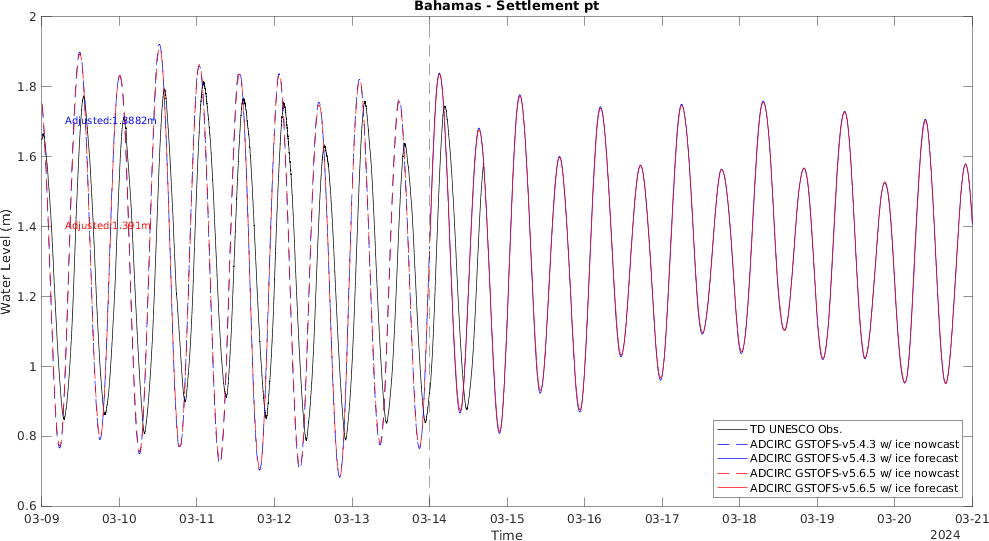 Bahamas - Settlement pt
2
1.8
1.6
1.4
1.2
1
0.8
0.6
Water Level (m)
Adjusted:1.3882m
Adjusted:1.391m
TD UNESCO Obs.
ADCIRC GSTOFS-v5.4.3 w/ ice nowcast
ADCIRC GSTOFS-v5.4.3 w/ ice forecast
ADCIRC GSTOFS-v5.6.5 w/ ice nowcast
ADCIRC GSTOFS-v5.6.5 w/ ice forecast
03-09 03-10 03-11 03-12 03-13 03-14 03-15 03-16 03-17 03-18 03-19 03-20 03-21
Time
2024